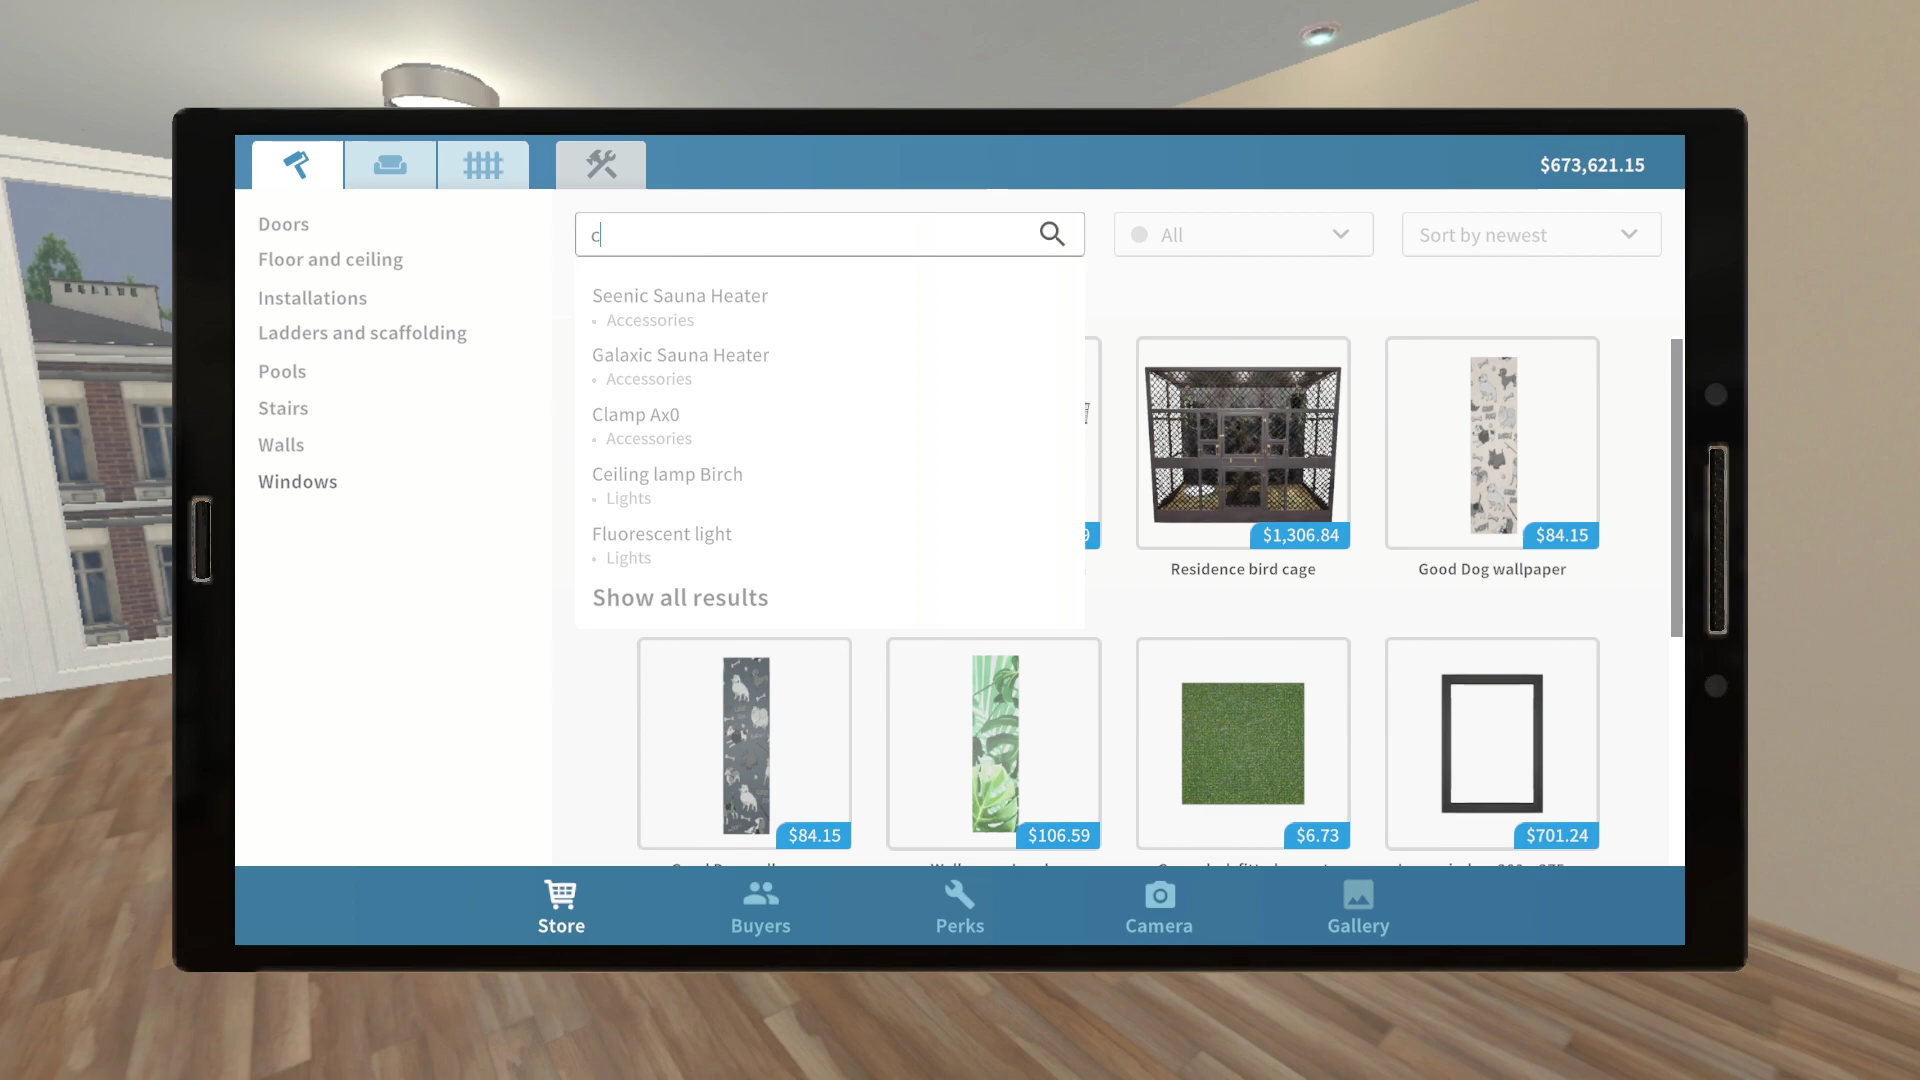 $673,621.15
Doors
Floor and ceiling
Installations
Ladders and scaffolding
Pools
Stairs
Walls
Windows
c
All
Sort by newest
Seenic Sauna Heater
Accessories
Galaxic Sauna Heater
Accessories
Clamp Ax0
Accessories
Ceiling lamp Birch
Lights
Fluorescent light
Lights
Show all results
9
$1,306.84
$84.15
Residence bird cage
Good Dog wallpaper
$84.15
$106.59
$6.73
$701.24
Store
Buyers
Perks
Camera
Gallery